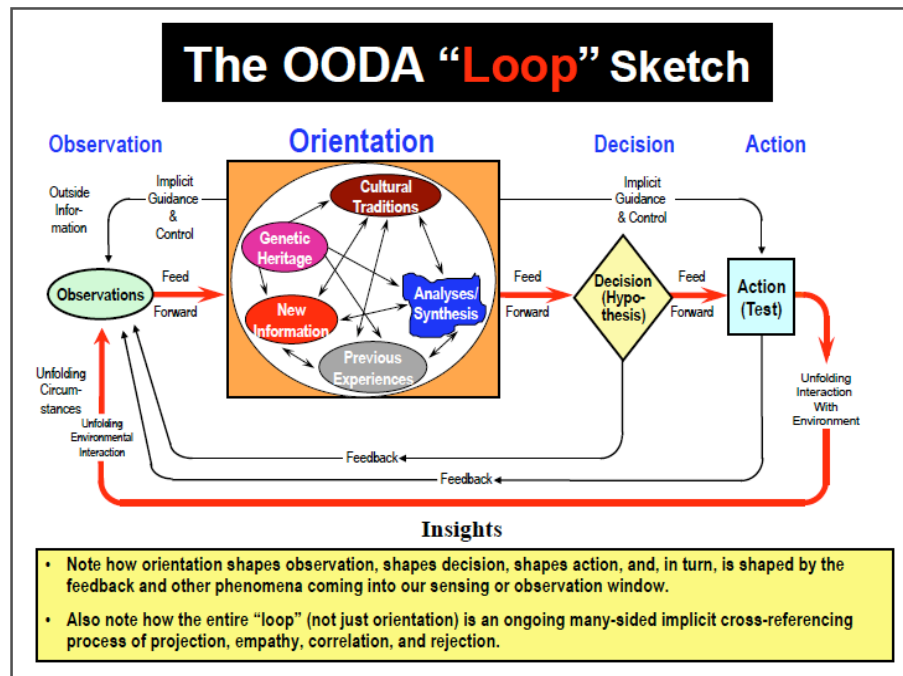 The OODA “Loop” Sketch
Observation
Orientation
Decision
Action
Outside
Infor-
mation
Implicit
Guidance
&
Control
Cultural
Traditions
Genetic
Heritage
New
Information
Analyses/
Synthesis
Previous
Experiences
Implicit
Guidance
& Control
Observations
Feed
Forward
Feed
Forward
Decision
(Hypo-
thesis)
Feed
Forward
Action
(Test)
Unfolding
Circum-
stances
Unfolding
Environmental
Interaction
Unfolding
Interaction
With
Environment
Feedback
Feedback
Insights
• Note how orientation shapes observation, shapes decision, shapes action, and, in turn, is shaped by the
feedback and other phenomena coming into our sensing or observation window.
• Also note how the entire “loop” (not just orientation) is an ongoing many-sided implicit cross-referencing
process of projection, empathy, correlation, and rejection.